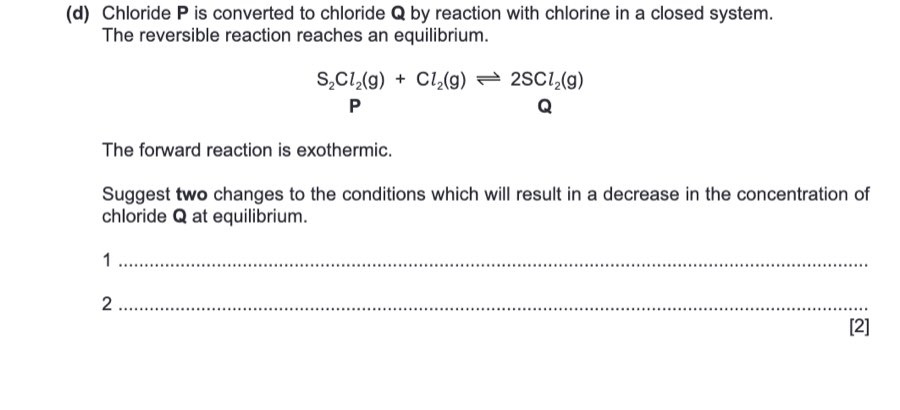 (d) Chloride P is converted to chloride Q by reaction with chlorine in a closed system.
The reversible reaction reaches an equilibrium.
S₂Cl₂(g) + Cl₂(g) ⇌ 2SCl₂(g)
P Q
The forward reaction is exothermic.
Suggest two changes to the conditions which will result in a decrease in the concentration of
chloride Q at equilibrium.
1 ....................................................................................................
2 ....................................................................................................
[2]